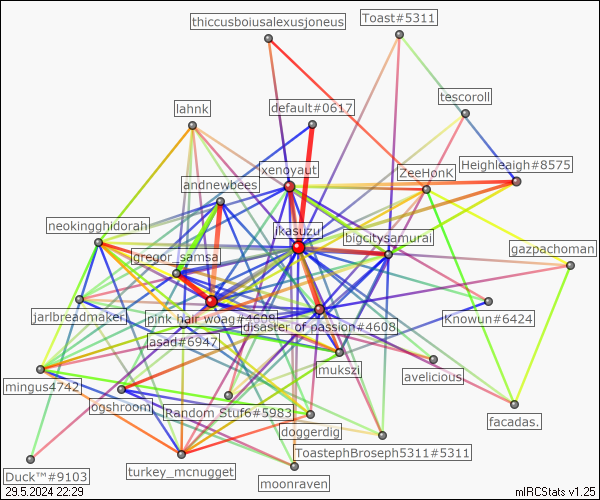 thiccusboiusalexusjoneus
Toast#5311
tescoroll
lahnk
default#0617
xenoyaut
ZeeHonK
Heighleaigh#8575
andnewbees
neokingghidorah
ikasuzu
bigcitysamurai
gregor_samsa
gazpachoman
jarlbreadmaker
pink hair woag#4608
disaster of passion#4608
Knowun#6424
asad#6947
mukszi
avelicious
mingus4742
ogshroom
Random_Stuf6#5983
doggerdig
facadas.
ToastephBroseph5311#5311
Duck™#9103
turkey_mcnugget
moonraven
29.5.2024 22:29
mIRCStats v1.25